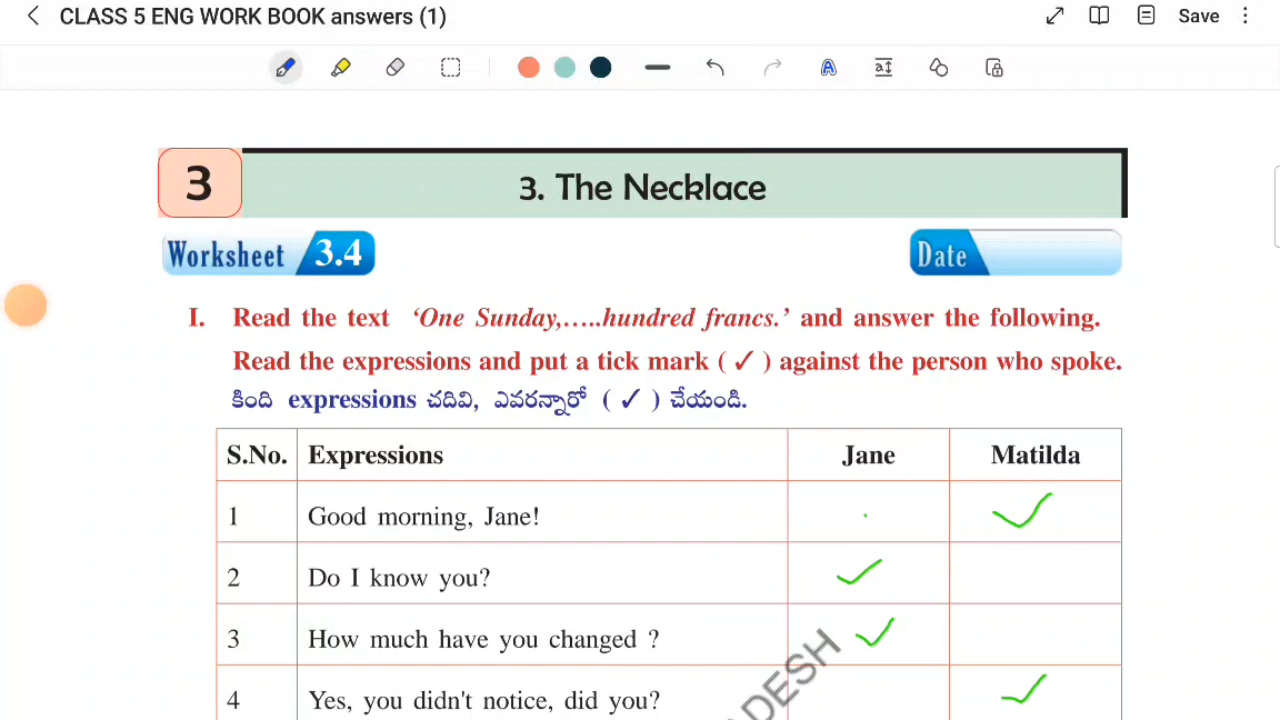 CLASS 5 ENG WORK BOOK answers (1)
Save
3
3. The Necklace
Worksheet 3.4
Date
I. Read the text ‘One Sunday,.....hundred francs.’ and answer the following.
Read the expressions and put a tick mark ( ✓ ) against the person who spoke.
కింది expressions చదివి, ఎవరన్నారో ( ✓ ) చేయండి.
S.No. Expressions Jane Matilda
1 Good morning, Jane! ✓
2 Do I know you? ✓
3 How much have you changed ? ✓
4 Yes, you didn't notice, did you? ✓
ADESH